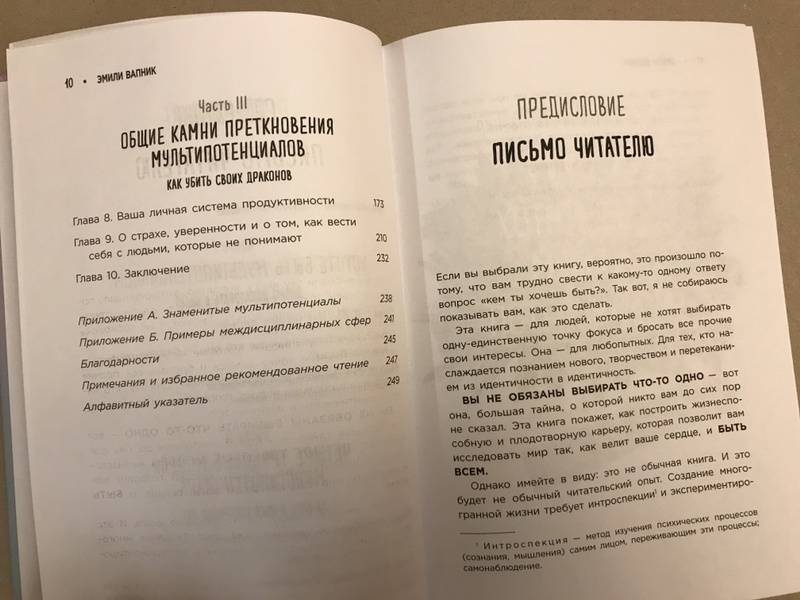 10 • ЭМИЛИ ВАПНИК
Часть III
ОБЩИЕ КАМНИ ПРЕТКНОВЕНИЯ
МУЛЬТИПОТЕНЦИАЛОВ
КАК УБИТЬ СВОИХ ДРАКОНОВ
Глава 8. Ваша личная система продуктивности 173
Глава 9. О страхе, уверенности и о том, как вести
себя с людьми, которые не понимают 210
Глава 10. Заключение 232
Приложение А. Знаменитые мультипотенциалы 238
Приложение Б. Примеры междисциплинарных сфер 241
Благодарности 245
Примечания и избранное рекомендованное чтение 247
Алфавитный указатель 249
ПРЕДИСЛОВИЕ
ПИСЬМО ЧИТАТЕЛЮ
Если вы выбрали эту книгу, вероятно, это произошло по-
тому, что вам трудно свести к какому-то одному ответу
вопрос «кем ты хочешь быть?». Так вот, я не собираюсь
показывать вам, как это сделать.
Эта книга — для людей, которые не хотят выбирать
одну-единственную точку фокуса и бросать все прочие
свои интересы. Она — для любопытных. Для тех, кто на-
слаждается познанием нового, творчеством и перетекани-
ем из идентичности в идентичность.
ВЫ НЕ ОБЯЗАНЫ ВЫБИРАТЬ ЧТО-ТО ОДНО — вот
она, большая тайна, о которой никто вам до сих пор
не сказал. Эта книга покажет, как построить жизнеспо-
собную и плодотворную карьеру, которая позволит вам
исследовать мир так, как велит ваше сердце, и БЫТЬ
ВСЕМ.
Однако имейте в виду: это не обычная книга. И это
будет не обычный читательский опыт. Создание много-
гранной жизни требует интроспекции¹ и экспериментиро-
¹ Интроспекция — метод изучения психических процессов
(сознания, мышления) самим лицом, переживающим эти процессы;
самонаблюдение.